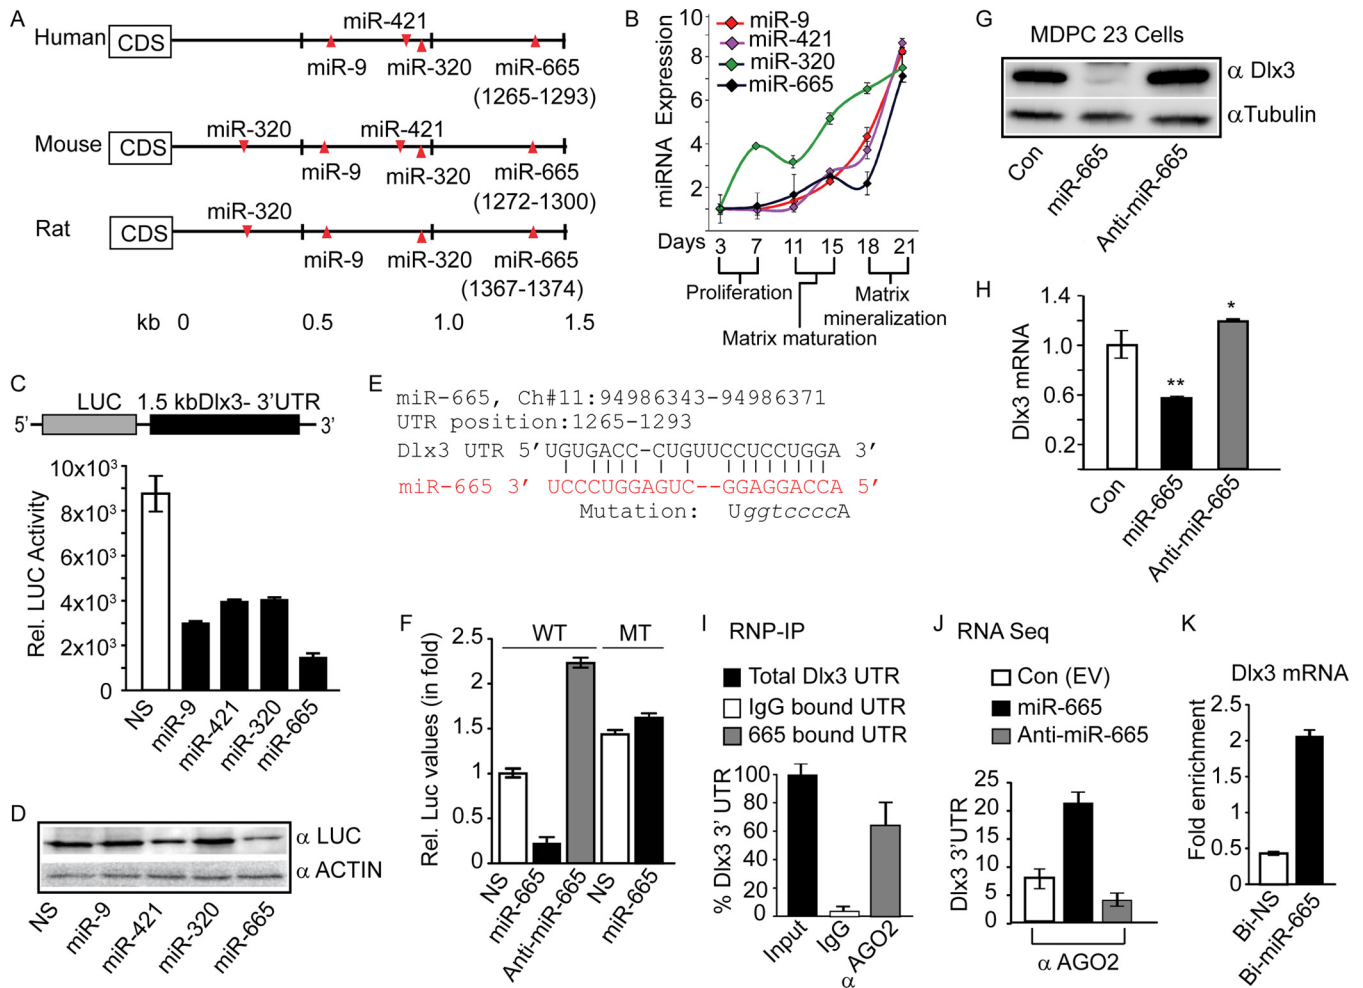 A
Human
CDS
miR-421
miR-9
miR-320
miR-665
(1265-1293)
Mouse
CDS
miR-320
miR-421
miR-9
miR-320
miR-665
(1272-1300)
Rat
CDS
miR-320
miR-9
miR-320
miR-665
(1367-1374)
kb 0 0.5 1.0 1.5
B
miRNA Expression
10
8
6
4
2
miR-9
miR-421
miR-320
miR-665
Days 3 7 11 15 18 21
Proliferation
Matrix maturation
Matrix
mineralization
C
LUC 1.5 kbDlx3- 3'UTR
5' 3'
Rel. LUC Activity
10x10³
8x10³
6x10³
4x10³
2x10³
0
NS
miR-9
miR-421
miR-320
miR-665
D
α LUC
α ACTIN
NS
miR-9
miR-421
miR-320
miR-665
E
miR-665, Ch#11:94986343-94986371
UTR position:1265-1293
Dlx3 UTR 5'UGUGACC-CUGUUCCUCCUGGA 3'
miR-665 3' UCCCUGGAGUC--GGAGGACCA 5'
Mutation: UggtccccA
F
Rel. Luc values (in fold)
WT MT
2.5
2
1.5
1
0.5
0
NS
miR-665
Anti-miR-665
NS
miR-665
G
MDPC 23 Cells
α Dlx3
αTubulin
Con
miR-665
Anti-miR-665
H
Dlx3 mRNA
1.4
1.0
0.6
0.2
**
*
Con
miR-665
Anti-miR-665
I RNP-IP
Total Dlx3 UTR
IgG bound UTR
665 bound UTR
% Dlx3 3' UTR
100
80
60
40
20
0
Input
IgG
α AGO2
J RNA Seq
Con (EV)
miR-665
Anti-miR-665
Dlx3 3'UTR
25
20
15
10
5
0
α AGO2
K
Dlx3 mRNA
Fold enrichment
2.5
2
1.5
1
0.5
0
Bi-NS
Bi-miR-665